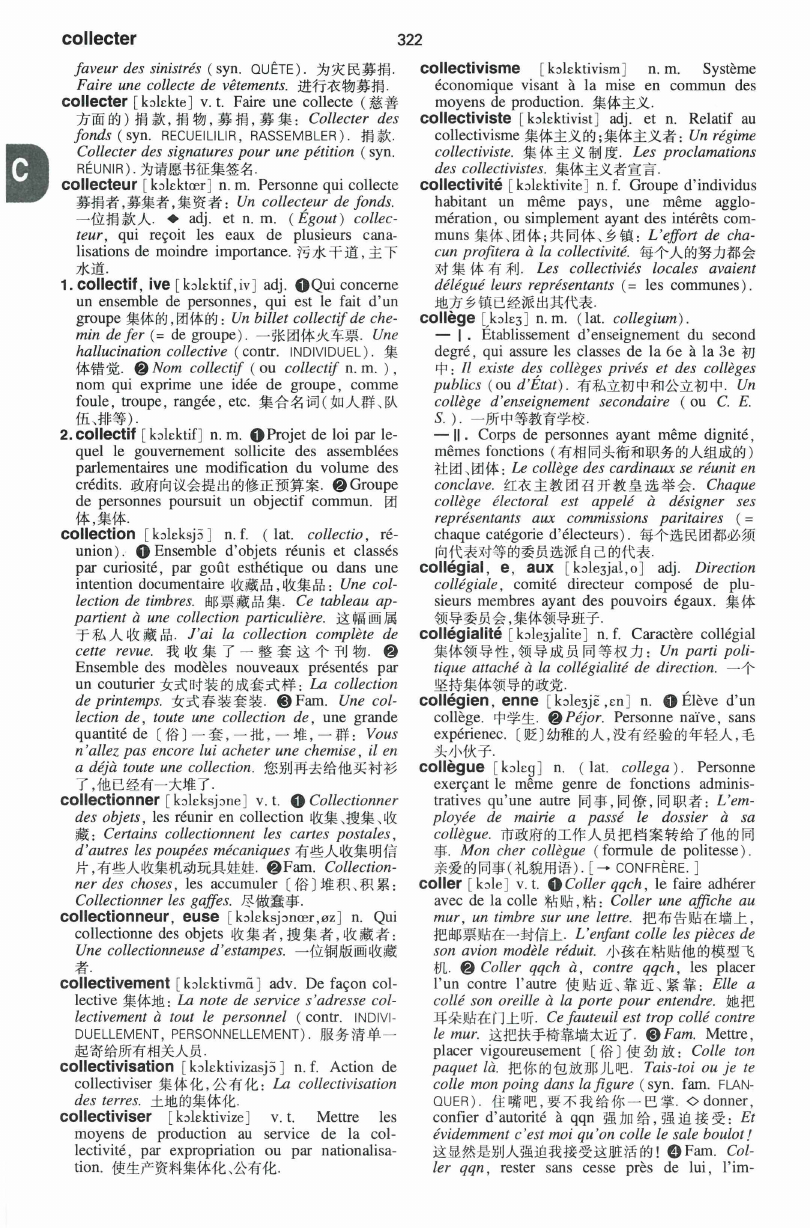 collecter
322
faveur des sinistrés ( syn. QUÊTE ). 为灾民募捐.
Faire une collecte de vêtements. 进行衣物募捐.
collecter [kɔlɛkte] v. t. Faire une collecte (慈善
方面的) 捐款, 捐物, 募捐, 募集: Collecter des
fonds ( syn. RECUEILILIR, RASSEMBLER ). 捐款.
Collecter des signatures pour une pétition ( syn.
RÉUNIR ). 为请愿书征集签名.
collecteur [kɔlɛktœr] n. m. Personne qui collecte
募捐者,募集者,集资者: Un collecteur de fonds.
一位捐款人. ◆ adj. et n. m. ( Égout ) collec-
teur, qui reçoit les eaux de plusieurs cana-
lisations de moindre importance. 污水干道,主下
水道.
1. collectif, ive [kɔlɛktif,iv] adj. ❶Qui concerne
un ensemble de personnes, qui est le fait d'un
groupe 集体的,团体的: Un billet collectif de che-
min de fer (= de groupe). 一张团体火车票. Une
hallucination collective ( contr. INDIVIDUEL ). 集
体错觉. ❷ Nom collectif ( ou collectif n. m. ),
nom qui exprime une idée de groupe, comme
foule, troupe, rangée, etc. 集合名词(如人群、队
伍、排等).
2. collectif [kɔlɛktif] n. m. ❶Projet de loi par le-
quel le gouvernement sollicite des assemblées
parlementaires une modification du volume des
crédits. 政府向议会提出的修正预算案. ❷Groupe
de personnes poursuit un objectif commun. 团
体,集体.
collection [kɔlɛksjɔ̃] n. f. ( lat. collectio, ré-
union). ❶ Ensemble d'objets réunis et classés
par curiosité, par goût esthétique ou dans une
intention documentaire 收藏品,收集品: Une col-
lection de timbres. 邮票藏品集. Ce tableau ap-
partient à une collection particulière. 这幅画属
于私人收藏品. J'ai la collection complète de
cette revue. 我收集了一整套这个刊物. ❷
Ensemble des modèles nouveaux présentés par
un couturier 女式时装的成套式样: La collection
de printemps. 女式春装套装. ❸ Fam. Une col-
lection de, toute une collection de, une grande
quantité de 〔俗〕一套,一批,一堆,一群: Vous
n'allez pas encore lui acheter une chemise, il en
a déjà toute une collection. 您别再去给他买衬衫
了,他已经有一大堆了.
collectionner [kɔlɛksjɔne] v. t. ❶ Collectionner
des objets, les réunir en collection 收集、搜集、收
藏: Certains collectionnent les cartes postales,
d'autres les poupées mécaniques 有些人收集明信
片,有些人收集机动玩具娃娃. ❷Fam. Collection-
ner des choses, les accumuler 〔俗〕堆积、积累:
Collectionner les gaffes. 尽做蠢事.
collectionneur, euse [kɔlɛksjɔnœr,øz] n. Qui
collectionne des objets 收集者,搜集者,收藏者:
Une collectionneuse d'estampes. 一位铜版画收藏
者.
collectivement [kɔlɛktivmɑ̃] adv. De façon col-
lective 集体地: La note de service s'adresse col-
lectivement à tout le personnel ( contr. INDIVI-
DUELLEMENT, PERSONNELLEMENT ). 服务清单一
起寄给所有相关人员.
collectivisation [kɔlɛktivizasjɔ̃] n. f. Action de
collectiviser 集体化,公有化: La collectivisation
des terres. 土地的集体化.
collectiviser [kɔlɛktivize] v. t. Mettre les
moyens de production au service de la col-
lectivité, par expropriation ou par nationalisa-
tion. 使生产资料集体化、公有化.
C
collectivisme [kɔlɛktivism] n. m. Système
économique visant à la mise en commun des
moyens de production. 集体主义.
collectiviste [kɔlɛktivist] adj. et n. Relatif au
collectivisme 集体主义的;集体主义者: Un régime
collectiviste. 集体主义制度. Les proclamations
des collectivistes. 集体主义者宣言.
collectivité [kɔlɛktivite] n. f. Groupe d'individus
habitant un même pays, une même agglo-
mération, ou simplement ayant des intérêts com-
muns 集体、团体;共同体、乡镇: L'effort de cha-
cun profitera à la collectivité. 每个人的努力都会
对集体有利. Les collectiviés locales avaient
délégué leurs représentants (= les communes).
地方乡镇已经派出其代表.
collège [kɔlɛʒ] n. m. (lat. collegium).
— I. Établissement d'enseignement du second
degré, qui assure les classes de la 6e à la 3e 初
中: Il existe des collèges privés et des collèges
publics (ou d'État). 有私立初中和公立初中. Un
collège d'enseignement secondaire ( ou C. E.
S. ). 一所中等教育学校.
— II. Corps de personnes ayant même dignité,
mêmes fonctions (有相同头衔和职务的人组成的)
社团、团体: Le collège des cardinaux se réunit en
conclave. 红衣主教团召开教皇选举会. Chaque
collège électoral est appelé à désigner ses
représentants aux commissions paritaires ( =
chaque catégorie d'électeurs). 每个选民团都必须
向代表对等的委员选派自己的代表.
collégial, e, aux [kɔleʒjal,o] adj. Direction
collégiale, comité directeur composé de plu-
sieurs membres ayant des pouvoirs égaux. 集体
领导委员会,集体领导班子.
collégialité [kɔleʒjalite] n. f. Caractère collégial
集体领导性,领导成员同等权力: Un parti poli-
tique attaché à la collégialité de direction. 一个
坚持集体领导的政党.
collégien, enne [kɔleʒjɛ̃,ɛn] n. ❶ Élève d'un
collège. 中学生. ❷ Péjor. Personne naïve, sans
expérienec. 〔贬〕幼稚的人,没有经验的年轻人,毛
头小伙子.
collègue [kɔlɛg] n. ( lat. collega ). Personne
exerçant le même genre de fonctions adminis-
tratives qu'une autre 同事,同僚,同职者: L'em-
ployée de mairie a passé le dossier à sa
collègue. 市政府的工作人员把档案转给了他的同
事. Mon cher collègue (formule de politesse).
亲爱的同事(礼貌用语). [→ CONFRÈRE. ]
coller [kɔle] v. t. ❶ Coller qqch, le faire adhérer
avec de la colle 粘贴,粘: Coller une affiche au
mur, un timbre sur une lettre. 把布告贴在墙上,
把邮票贴在一封信上. L'enfant colle les pièces de
son avion modèle réduit. 小孩在粘贴他的模型飞
机. ❷ Coller qqch à, contre qqch, les placer
l'un contre l'autre 使贴近、靠近、紧靠: Elle a
collé son oreille à la porte pour entendre. 她把
耳朵贴在门上听. Ce fauteuil est trop collé contre
le mur. 这把扶手椅靠墙太近了. ❸ Fam. Mettre,
placer vigoureusement 〔俗〕使劲放: Colle ton
paquet là. 把你的包放那儿吧. Tais-toi ou je te
colle mon poing dans la figure (syn. fam. FLAN-
QUER). 住嘴吧,要不我给你一巴掌. ◇ donner,
confier d'autorité à qqn 强加给,强迫接受: Et
évidemment c'est moi qu'on colle le sale boulot!
这显然是别人强迫我接受这脏活的! ❹ Fam. Col-
ler qqn, rester sans cesse près de lui, l'im-